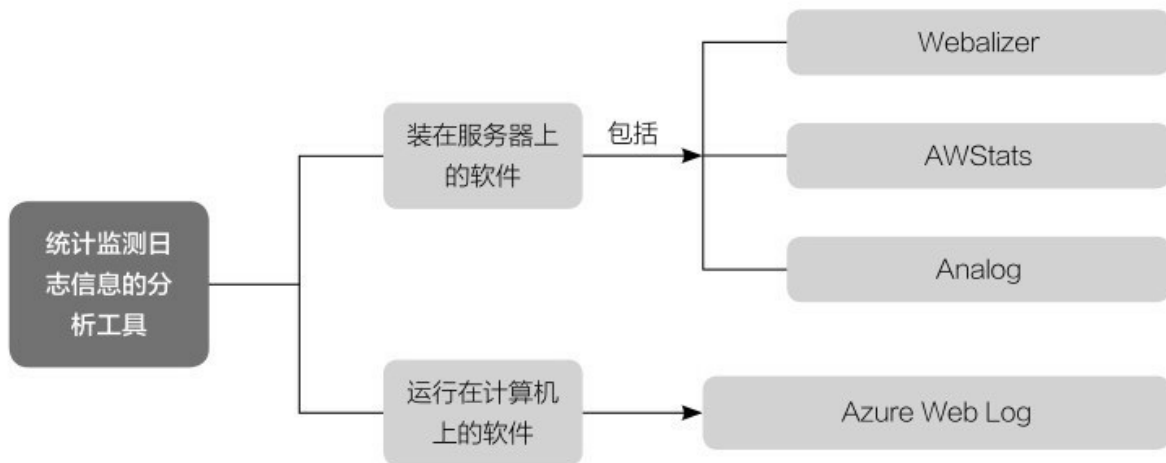 统计监测日
志信息的分
析工具
装在服务器上
的软件
包括
Webalizer
AWStats
Analog
运行在计算机
上的软件
Azure Web Log